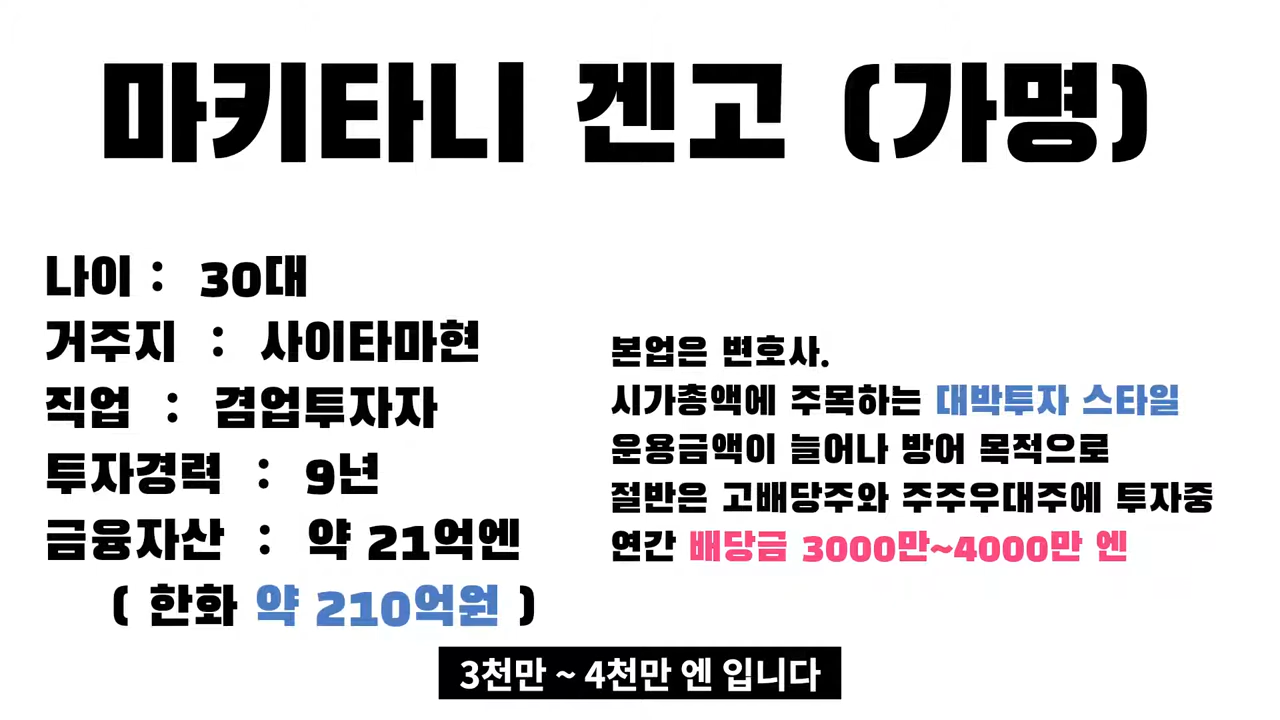 마키타니 겐고 (가명)
나이 : 30대
거주지 : 사이타마현
직업 : 겸업투자자
투자경력 : 9년
금융자산 : 약 21억엔
( 한화 약 210억원 )
본업은 변호사.
시가총액에 주목하는 대박투자 스타일
운용금액이 늘어나 방어 목적으로
절반은 고배당주와 주주우대주에 투자중
연간 배당금 3000만~4000만 엔
3천만 ~ 4천만 엔 입니다